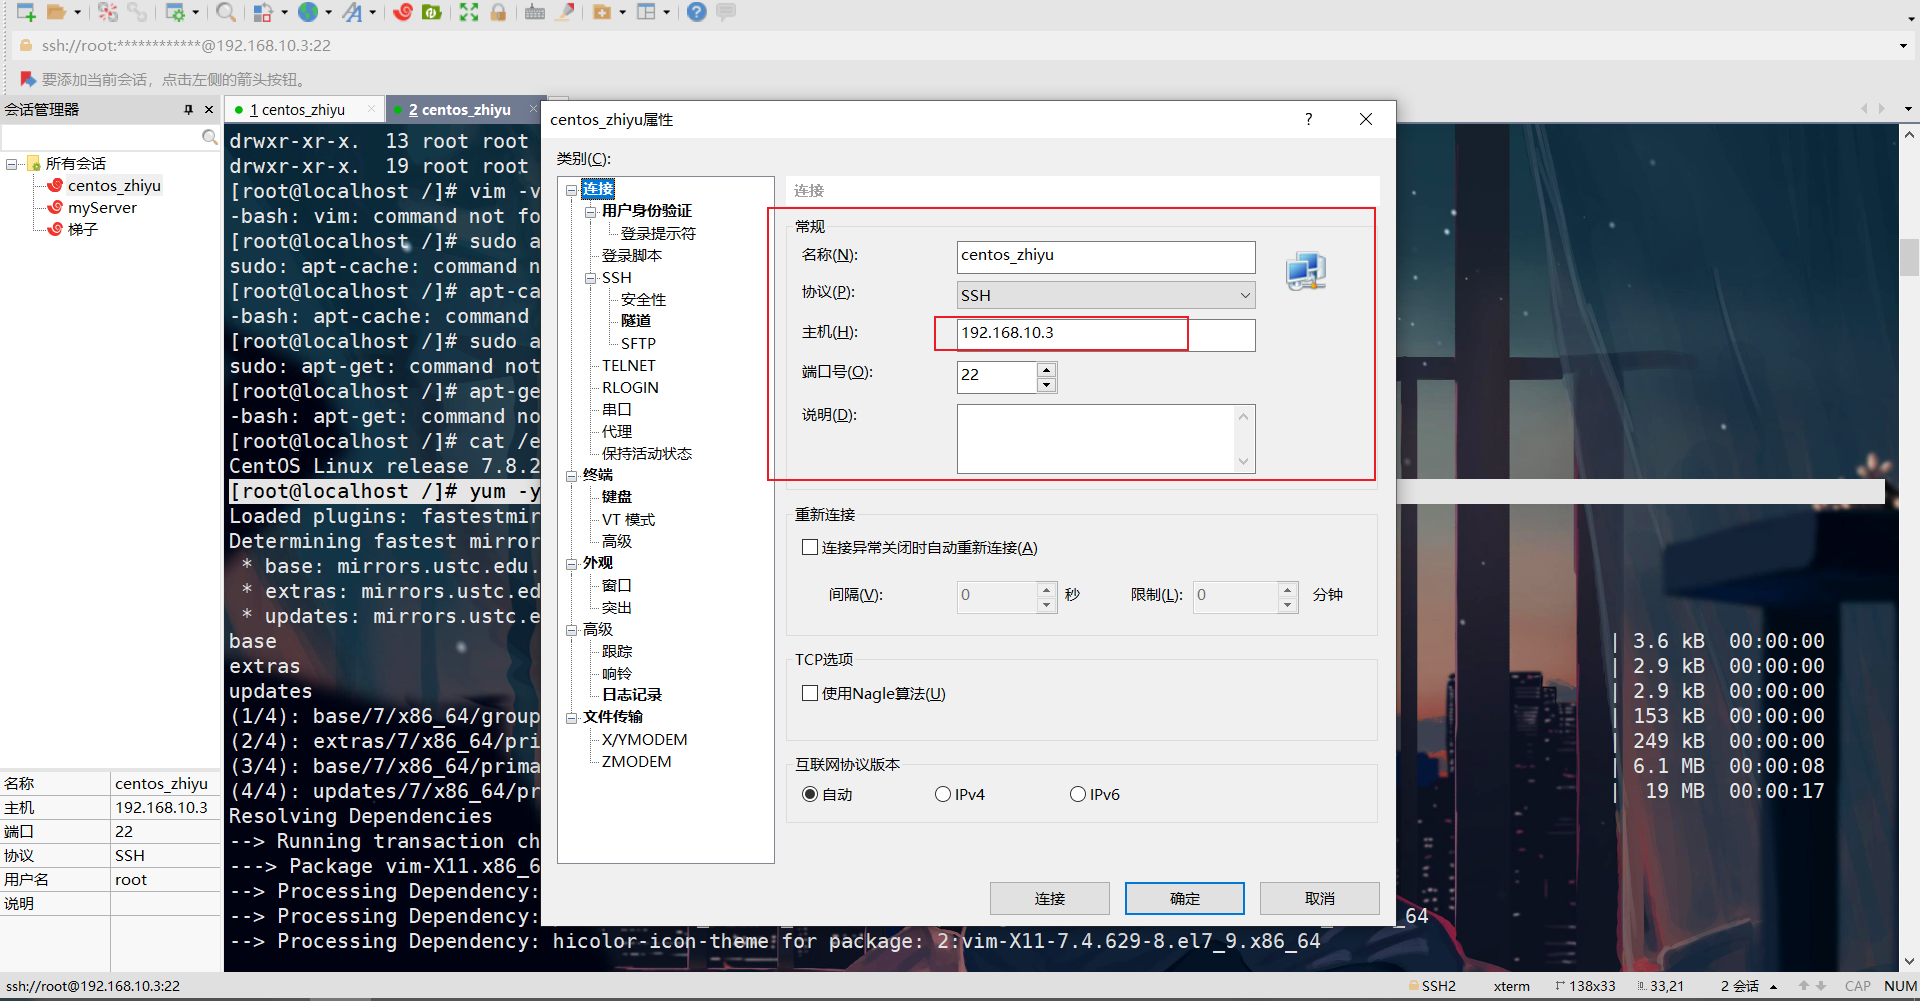 ssh://root:************@192.168.10.3:22
要添加当前会话，点击左侧的箭头按钮。
会话管理器
1 centos_zhiyu
2 centos_zhiyu
所有会话
centos_zhiyu
myServer
梯子
名称 centos_zhiyu
主机 192.168.10.3
端口 22
协议 SSH
用户名 root
说明
drwxr-xr-x. 13 root root
drwxr-xr-x. 19 root root
[root@localhost /]# vim -v
-bash: vim: command not fo
[root@localhost /]# sudo a
sudo: apt-cache: command n
[root@localhost /]# apt-ca
-bash: apt-cache: command
[root@localhost /]# sudo a
sudo: apt-get: command not
[root@localhost /]# apt-ge
-bash: apt-get: command no
[root@localhost /]# cat /e
CentOS Linux release 7.8.2
[root@localhost /]# yum -y
Loaded plugins: fastestmir
Determining fastest mirror
* base: mirrors.ustc.edu.
* extras: mirrors.ustc.ed
* updates: mirrors.ustc.e
base | 3.6 kB 00:00:00
extras | 2.9 kB 00:00:00
updates | 2.9 kB 00:00:00
(1/4): base/7/x86_64/group | 153 kB 00:00:00
(2/4): extras/7/x86_64/pri | 249 kB 00:00:00
(3/4): base/7/x86_64/prima | 6.1 MB 00:00:08
(4/4): updates/7/x86_64/pr | 19 MB 00:00:17
Resolving Dependencies
--> Running transaction ch
---> Package vim-X11.x86_6
--> Processing Dependency:
--> Processing Dependency: _64
--> Processing Dependency: hicolor-icon-theme for package: 2:vim-X11-7.4.629-8.el7_9.x86_64
centos_zhiyu属性
? 
类别(C):
连接
用户身份验证
登录提示符
登录脚本
SSH
安全性
隧道
SFTP
TELNET
RLOGIN
串口
代理
保持活动状态
终端
键盘
VT 模式
高级
外观
窗口
突出
高级
跟踪
响铃
日志记录
文件传输
X/YMODEM
ZMODEM
连接
常规
名称(N): centos_zhiyu
协议(P): SSH
主机(H): 192.168.10.3
端口号(O): 22
说明(D):
重新连接
连接异常关闭时自动重新连接(A)
间隔(V): 0 秒 限制(L): 0 分钟
TCP选项
使用Nagle算法(U)
互联网协议版本
自动 IPv4 IPv6
连接 确定 取消
ssh://root@192.168.10.3:22 SSH2 xterm 138x33 33,21 2 会话 CAP NUM